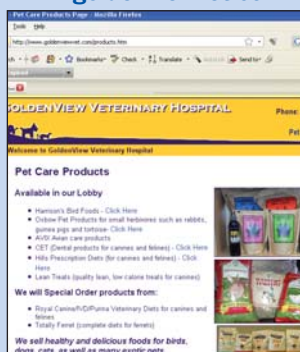 - Pet Care Products Page - Mozilla Firefox
Tools Help
http://www.goldenviewvet.com/products.htm
Bookmarks Check Translate Send to
GOLDENVIEW VETERINARY HOSPITAL
Phone:
Pet
Welcome to GoldenView Veterinary Hospital
Pet Care Products
Available in our Lobby
Harrison's Bird Foods - Click Here
Oxbow Pet Products for small herbivores such as rabbits,
guinea pigs and tortoise- Click Here
Avian care products
CET (Dental products for canines and felines) - Click Here
Hills Prescription Diets (for canines and felines) - Click
Here
Lean Treats (quality lean, low calorie treats for canines)
We will Special Order products from:
Royal Canine/IVD/Purina Veterinary Diets for canines and
felines
Totally Ferret (complete diets for ferrets)
We sell healthy and delicious foods for birds,
dogs, cats, as well as many exotic pets